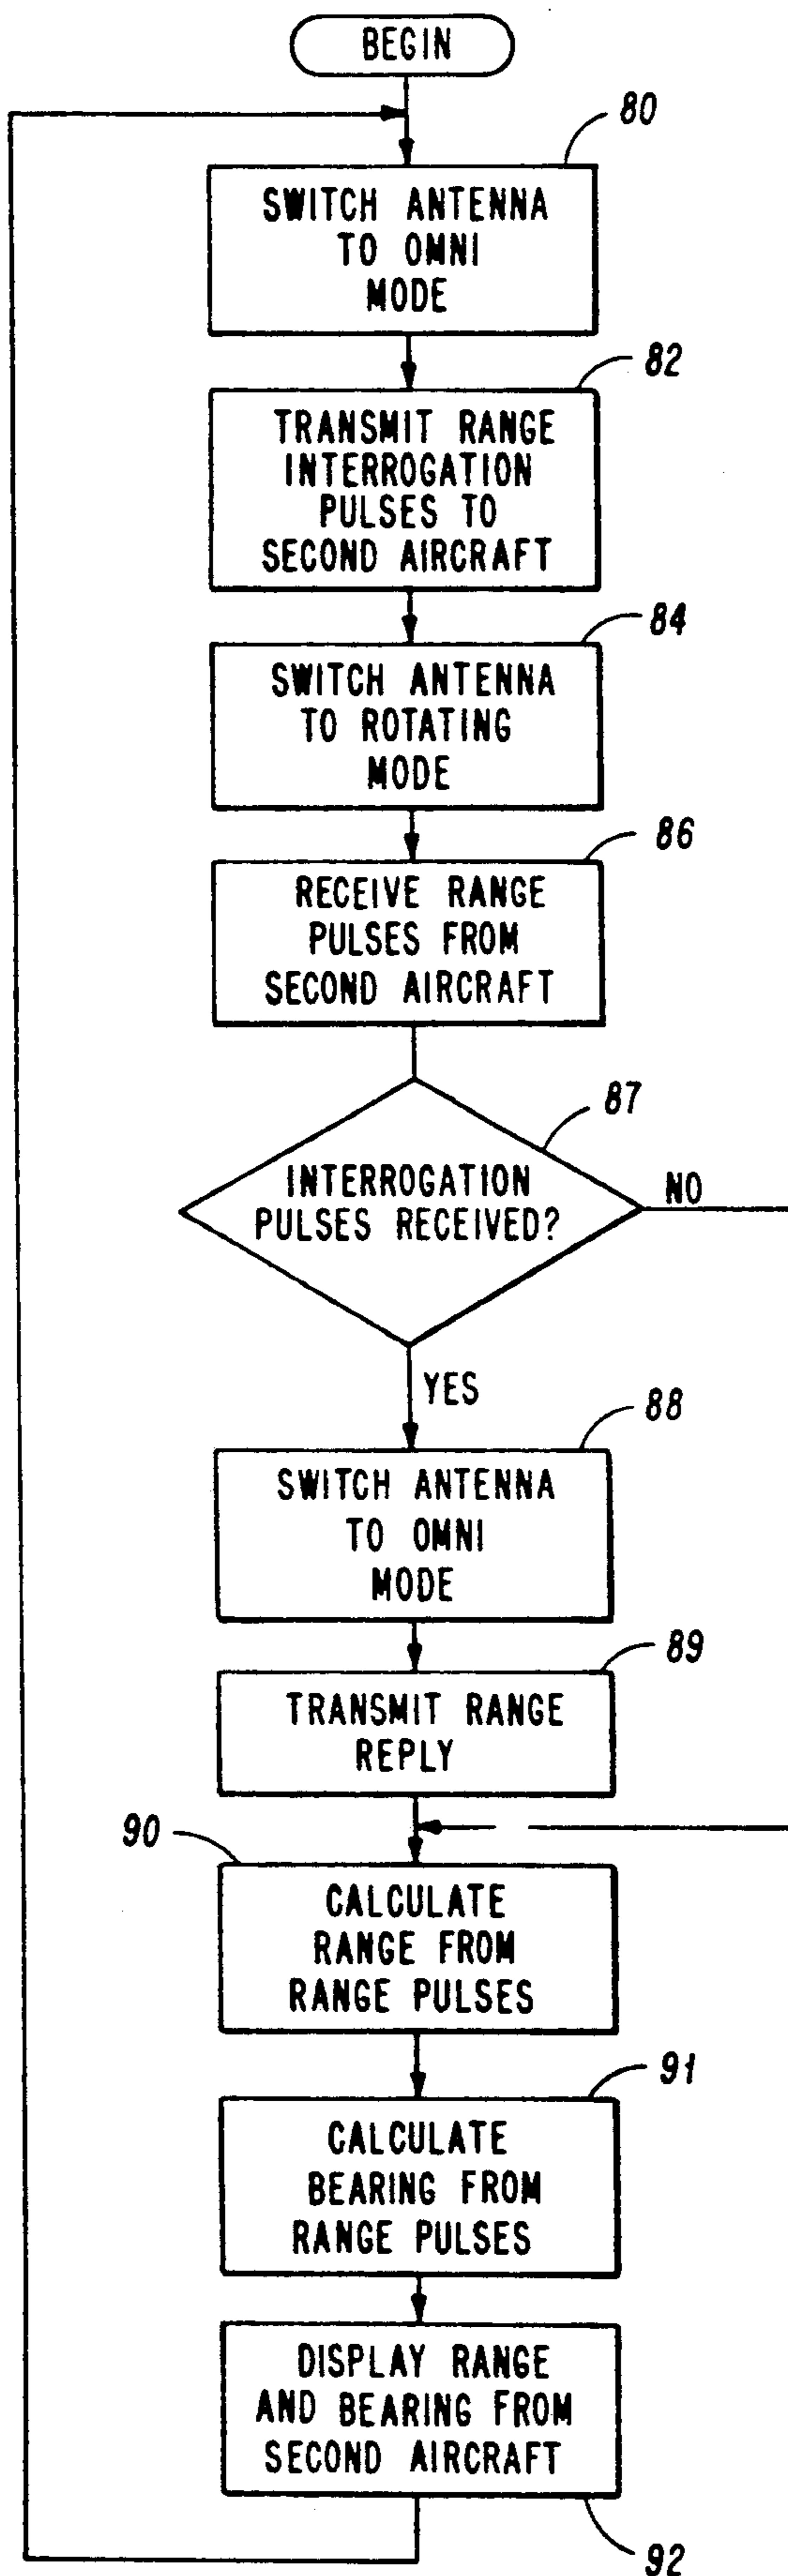 BEGIN
80
SWITCH ANTENNA
TO OMNI
MODE
82
TRANSMIT RANGE
INTERROGATION
PULSES TO
SECOND AIRCRAFT
84
SWITCH ANTENNA
TO ROTATING
MODE
86
RECEIVE RANGE
PULSES FROM
SECOND AIRCRAFT
87
INTERROGATION
PULSES RECEIVED?
NO
YES
88
SWITCH ANTENNA
TO OMNI
MODE
89
TRANSMIT RANGE
REPLY
90
CALCULATE
RANGE FROM
RANGE PULSES
91
CALCULATE
BEARING FROM
RANGE PULSES
DISPLAY RANGE
AND BEARING FROM
SECOND AIRCRAFT
92